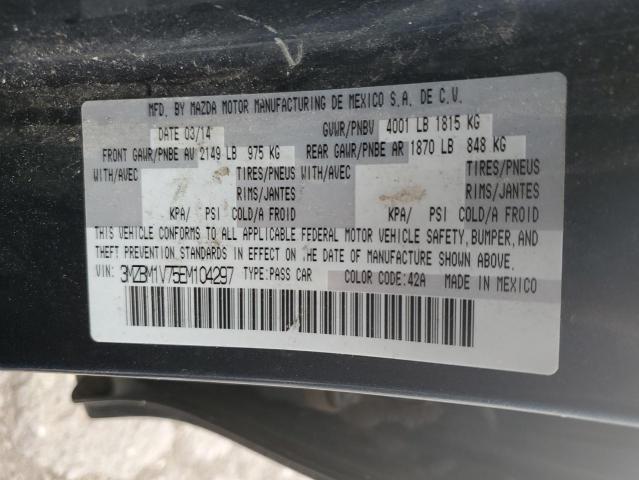 MFD. BY MAZDA MOTOR MANUFACTURING DE MEXICO S.A. DE C.V.
DATE 03/14 GVWR/PNBV 4001 LB 1815 KG
FRONT GAWR/PNBE AV 2149 LB 975 KG REAR GAWR/PNBE AR 1870 LB 848 KG
WITH/AVEC TIRES/PNEUS WITH/AVEC TIRES/PNEUS
RIMS/JANTES RIMS/JANTES
KPA/ PSI COLD/A FROID KPA/ PSI COLD/A FROID
THIS VEHICLE CONFORMS TO ALL APPLICABLE FEDERAL MOTOR VEHICLE SAFETY, BUMPER, AND
THEFT PREVENTION STANDARDS IN EFFECT ON THE DATE OF MANUFACTURE SHOWN ABOVE.
VIN: 3MZBM1V75EM104297 TYPE:PASS CAR COLOR CODE:42A MADE IN MEXICO